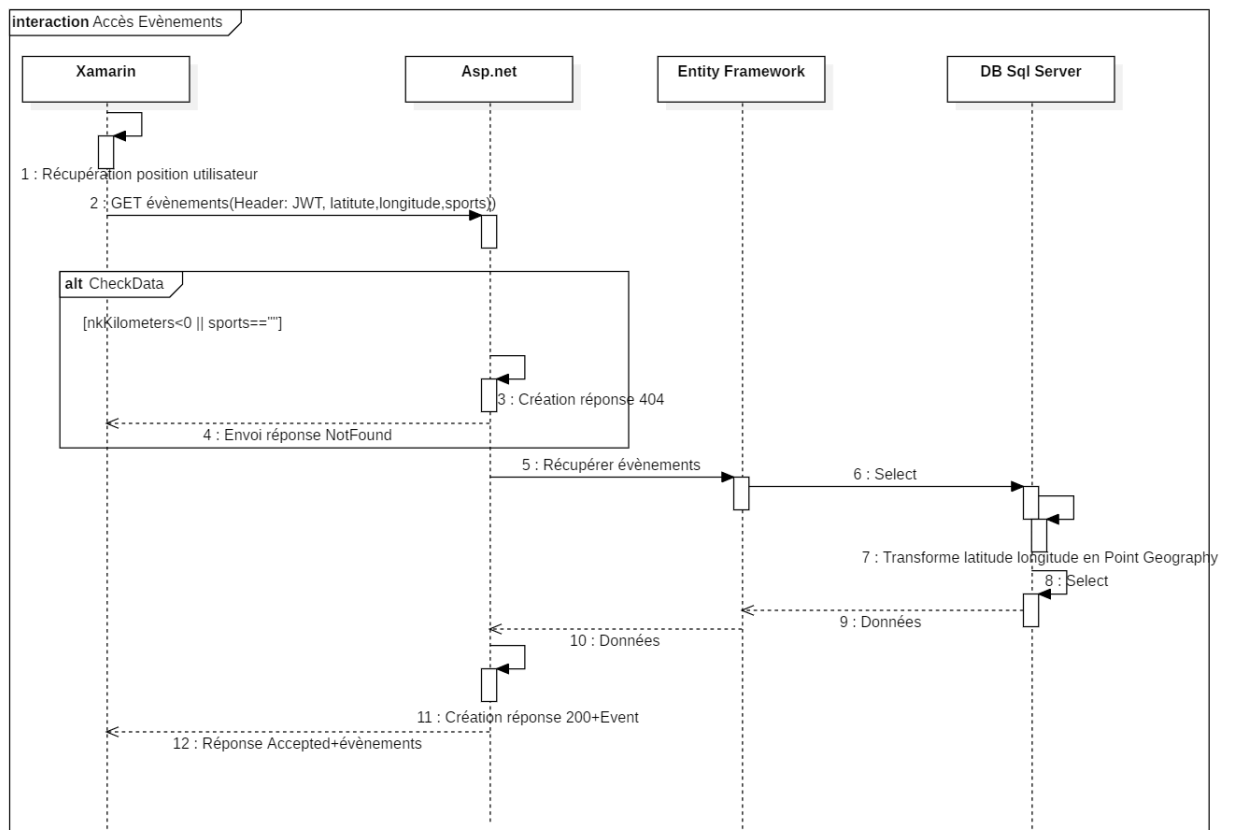 interaction Accès Evènements
Xamarin
Asp.net
Entity Framework
DB Sql Server
1 : Récupération position utilisateur
2 : GET évènements(Header: JWT, latitute,longitude,sports))
alt CheckData
[nkKilometers<0 || sports==""]
3 : Création réponse 404
4 : Envoi réponse NotFound
5 : Récupérer évènements
6 : Select
7 : Transforme latitude longitude en Point Geography
8 : Select
9 : Données
10 : Données
11 : Création réponse 200+Event
12 : Réponse Accepted+évènements